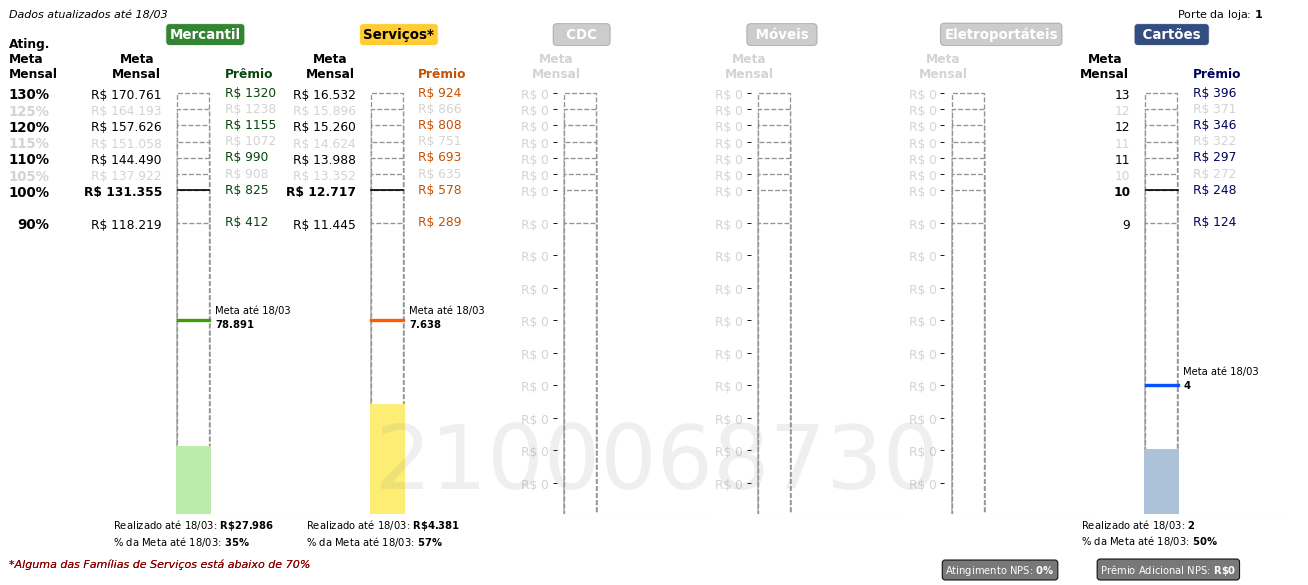 Dados atualizados até 18/03
Porte da loja: 1
Mercantil Serviços* CDC Móveis Eletroportáteis Cartões
Ating.
Meta
Mensal
Meta
Mensal
Prêmio
Meta
Mensal
Prêmio
Meta
Mensal
Meta
Mensal
Meta
Mensal
Meta
Mensal
Prêmio
130% R$ 170.761 R$ 1320 R$ 16.532 R$ 924 R$ 0 R$ 0 R$ 0 13 R$ 396
125% R$ 164.193 R$ 1238 R$ 15.896 R$ 866 R$ 0 R$ 0 R$ 0 12 R$ 371
120% R$ 157.626 R$ 1155 R$ 15.260 R$ 808 R$ 0 R$ 0 R$ 0 12 R$ 346
115% R$ 151.058 R$ 1072 R$ 14.624 R$ 751 R$ 0 R$ 0 R$ 0 11 R$ 322
110% R$ 144.490 R$ 990 R$ 13.988 R$ 693 R$ 0 R$ 0 R$ 0 11 R$ 297
105% R$ 137.922 R$ 908 R$ 13.352 R$ 635 R$ 0 R$ 0 R$ 0 10 R$ 272
100% R$ 131.355 R$ 825 R$ 12.717 R$ 578 R$ 0 R$ 0 R$ 0 10 R$ 248
90% R$ 118.219 R$ 412 R$ 11.445 R$ 289 R$ 0 R$ 0 R$ 0 9 R$ 124
R$ 0 R$ 0 R$ 0
R$ 0 R$ 0 R$ 0
Meta até 18/03
78.891
Meta até 18/03
7.638
R$ 0 R$ 0 R$ 0
R$ 0 R$ 0 R$ 0
Meta até 18/03
4
R$ 0 R$ 0 R$ 0
R$ 0 R$ 0 R$ 0
R$ 0 R$ 0 R$ 0
R$ 0 R$ 0 R$ 0
2100068730
Realizado até 18/03: R$27.986
% da Meta até 18/03: 35%
Realizado até 18/03: R$4.381
% da Meta até 18/03: 57%
Realizado até 18/03: 2
% da Meta até 18/03: 50%
*Alguma das Famílias de Serviços está abaixo de 70%
Atingimento NPS: 0%
Prêmio Adicional NPS: R$0